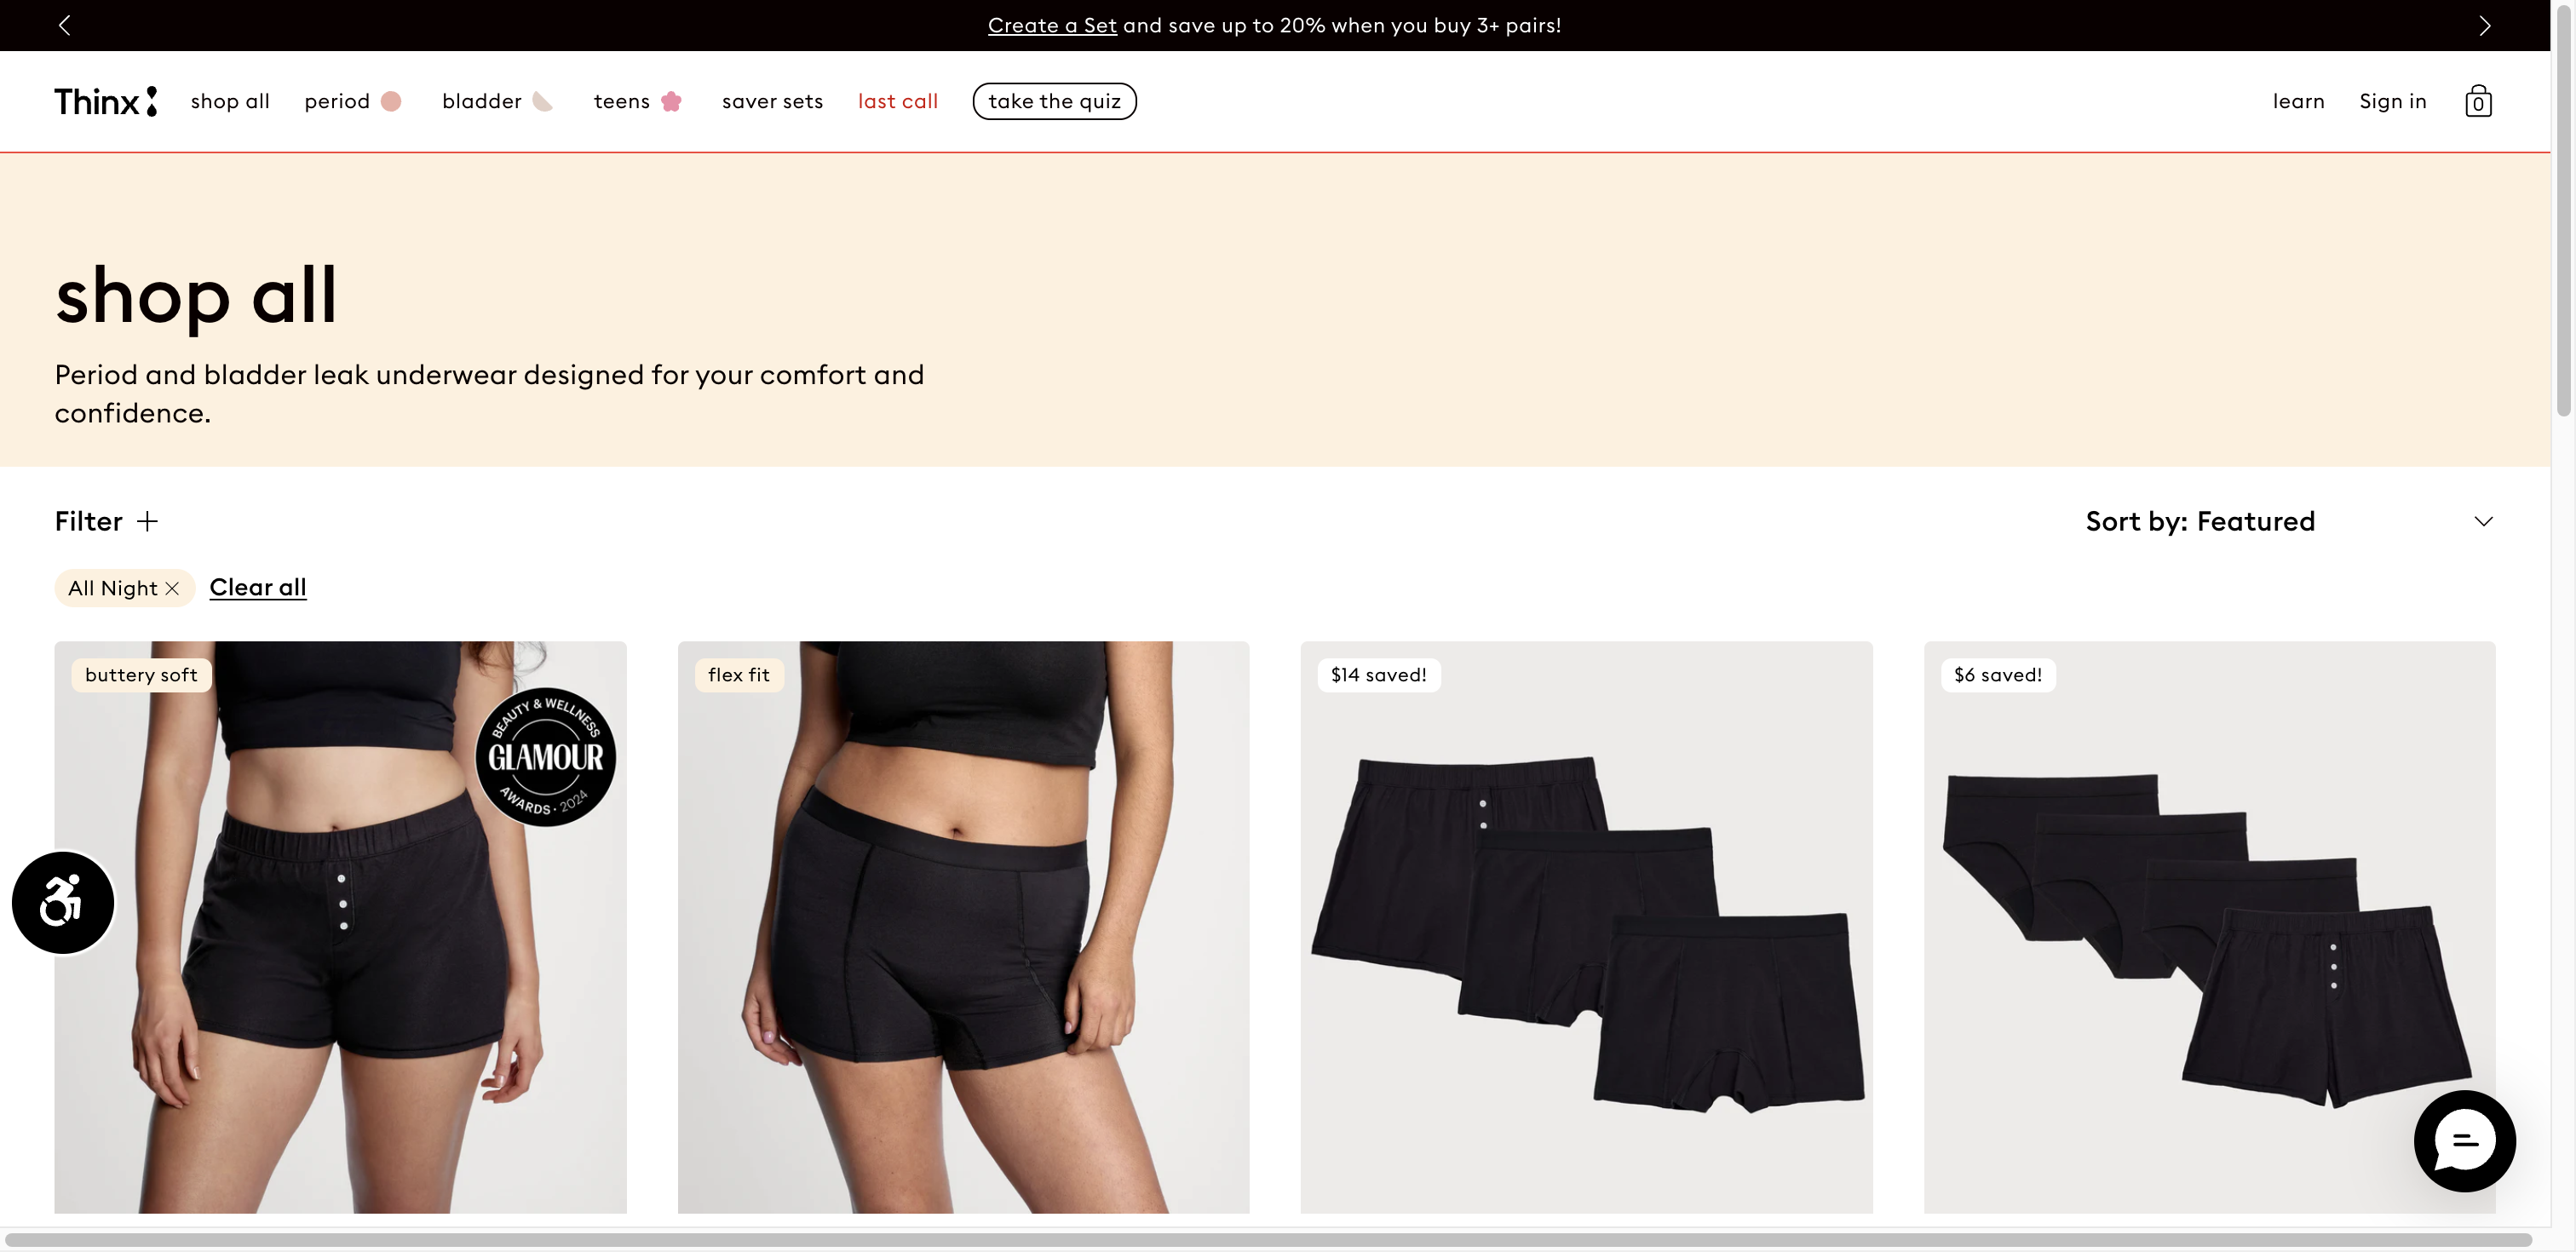 Create a Set and save up to 20% when you buy 3+ pairs!
Thinx shop all period bladder teens saver sets last call take the quiz learn Sign in 0
shop all
Period and bladder leak underwear designed for your comfort and
confidence.
Filter
Sort by: Featured
All Night Clear all
buttery soft
BEAUTY & WELLNESS
GLAMOUR
AWARDS · 2024
flex fit
$14 saved!
$6 saved!